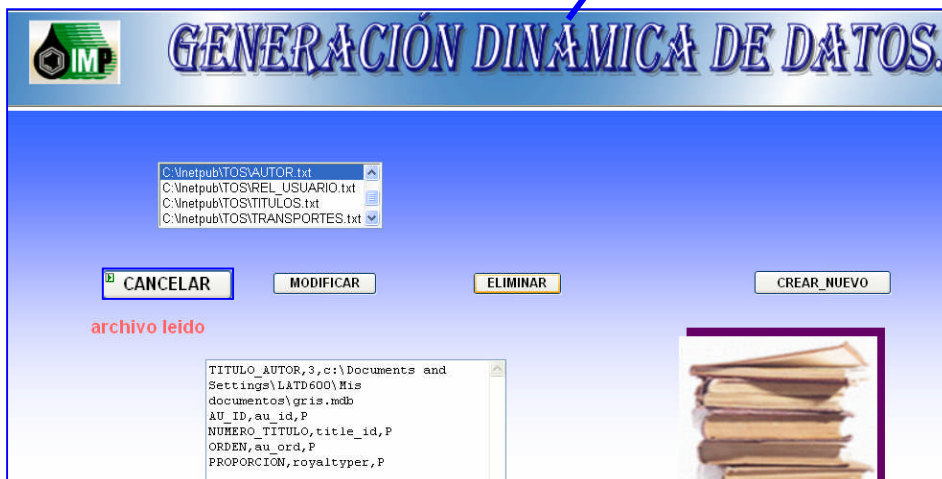 IMP
GENERACIÓN DINÁMICA DE DATOS.
C:\Inetpub\TOS\AUTOR.txt
C:\Inetpub\TOS\REL_USUARIO.txt
C:\Inetpub\TOS\TITULOS.txt
C:\Inetpub\TOS\TRANSPORTES.txt
CANCELAR MODIFICAR ELIMINAR CREAR_NUEVO
archivo leido
TITULO_AUTOR,3,c:\Documents and
Settings\LATD600\Mis
documentos\gris.mdb
AU_ID,au_id,P
NUMERO_TITULO,title_id,P
ORDEN,au_ord,P
PROPORCION,royaltyper,P